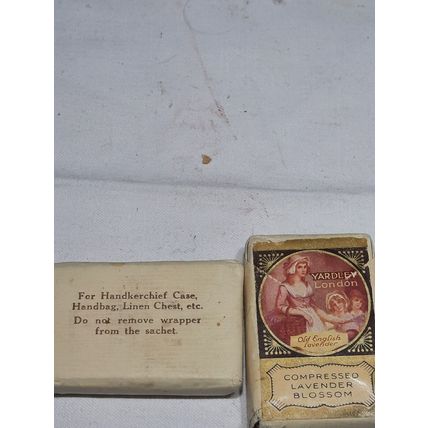 For Handkerchief Case,
Handbag, Linen Chest, etc.
Do not remove wrapper
from the sachet.
YARDLEY
London
Old English
Lavender
COMPRESSED
LAVENDER
BLOSSOM